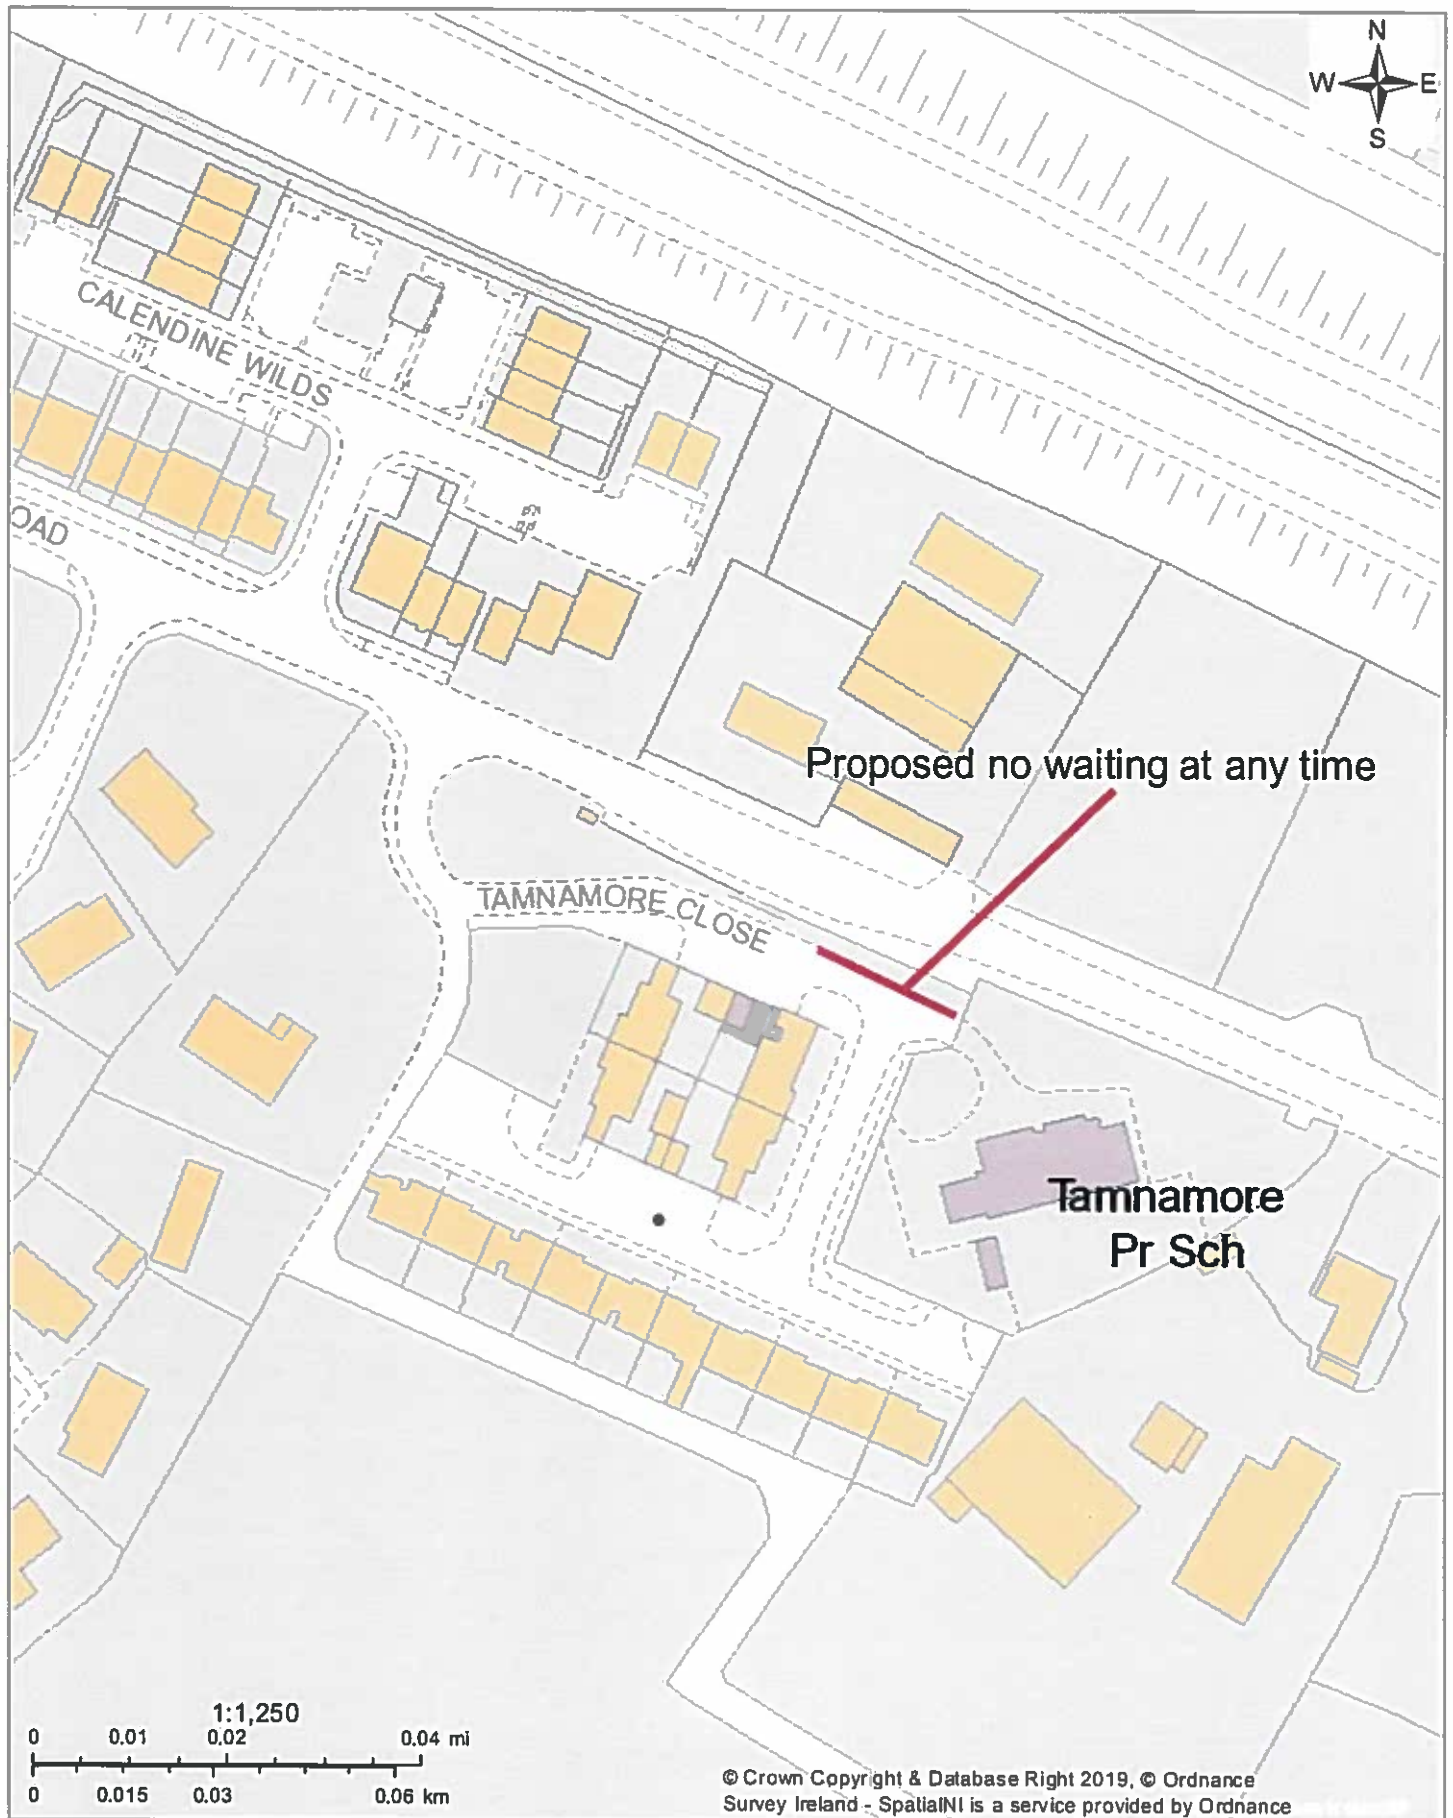 N
W E
S
CALENDINE WILDS
OAD
Proposed no waiting at any time
TAMNAMORE CLOSE
Tamnamore
Pr Sch
1:1,250
0 0.01 0.02 0.04 mi
0 0.015 0.03 0.06 km
© Crown Copyright & Database Right 2019, © Ordnance
Survey Ireland - SpatialNI is a service provided by Ordnance